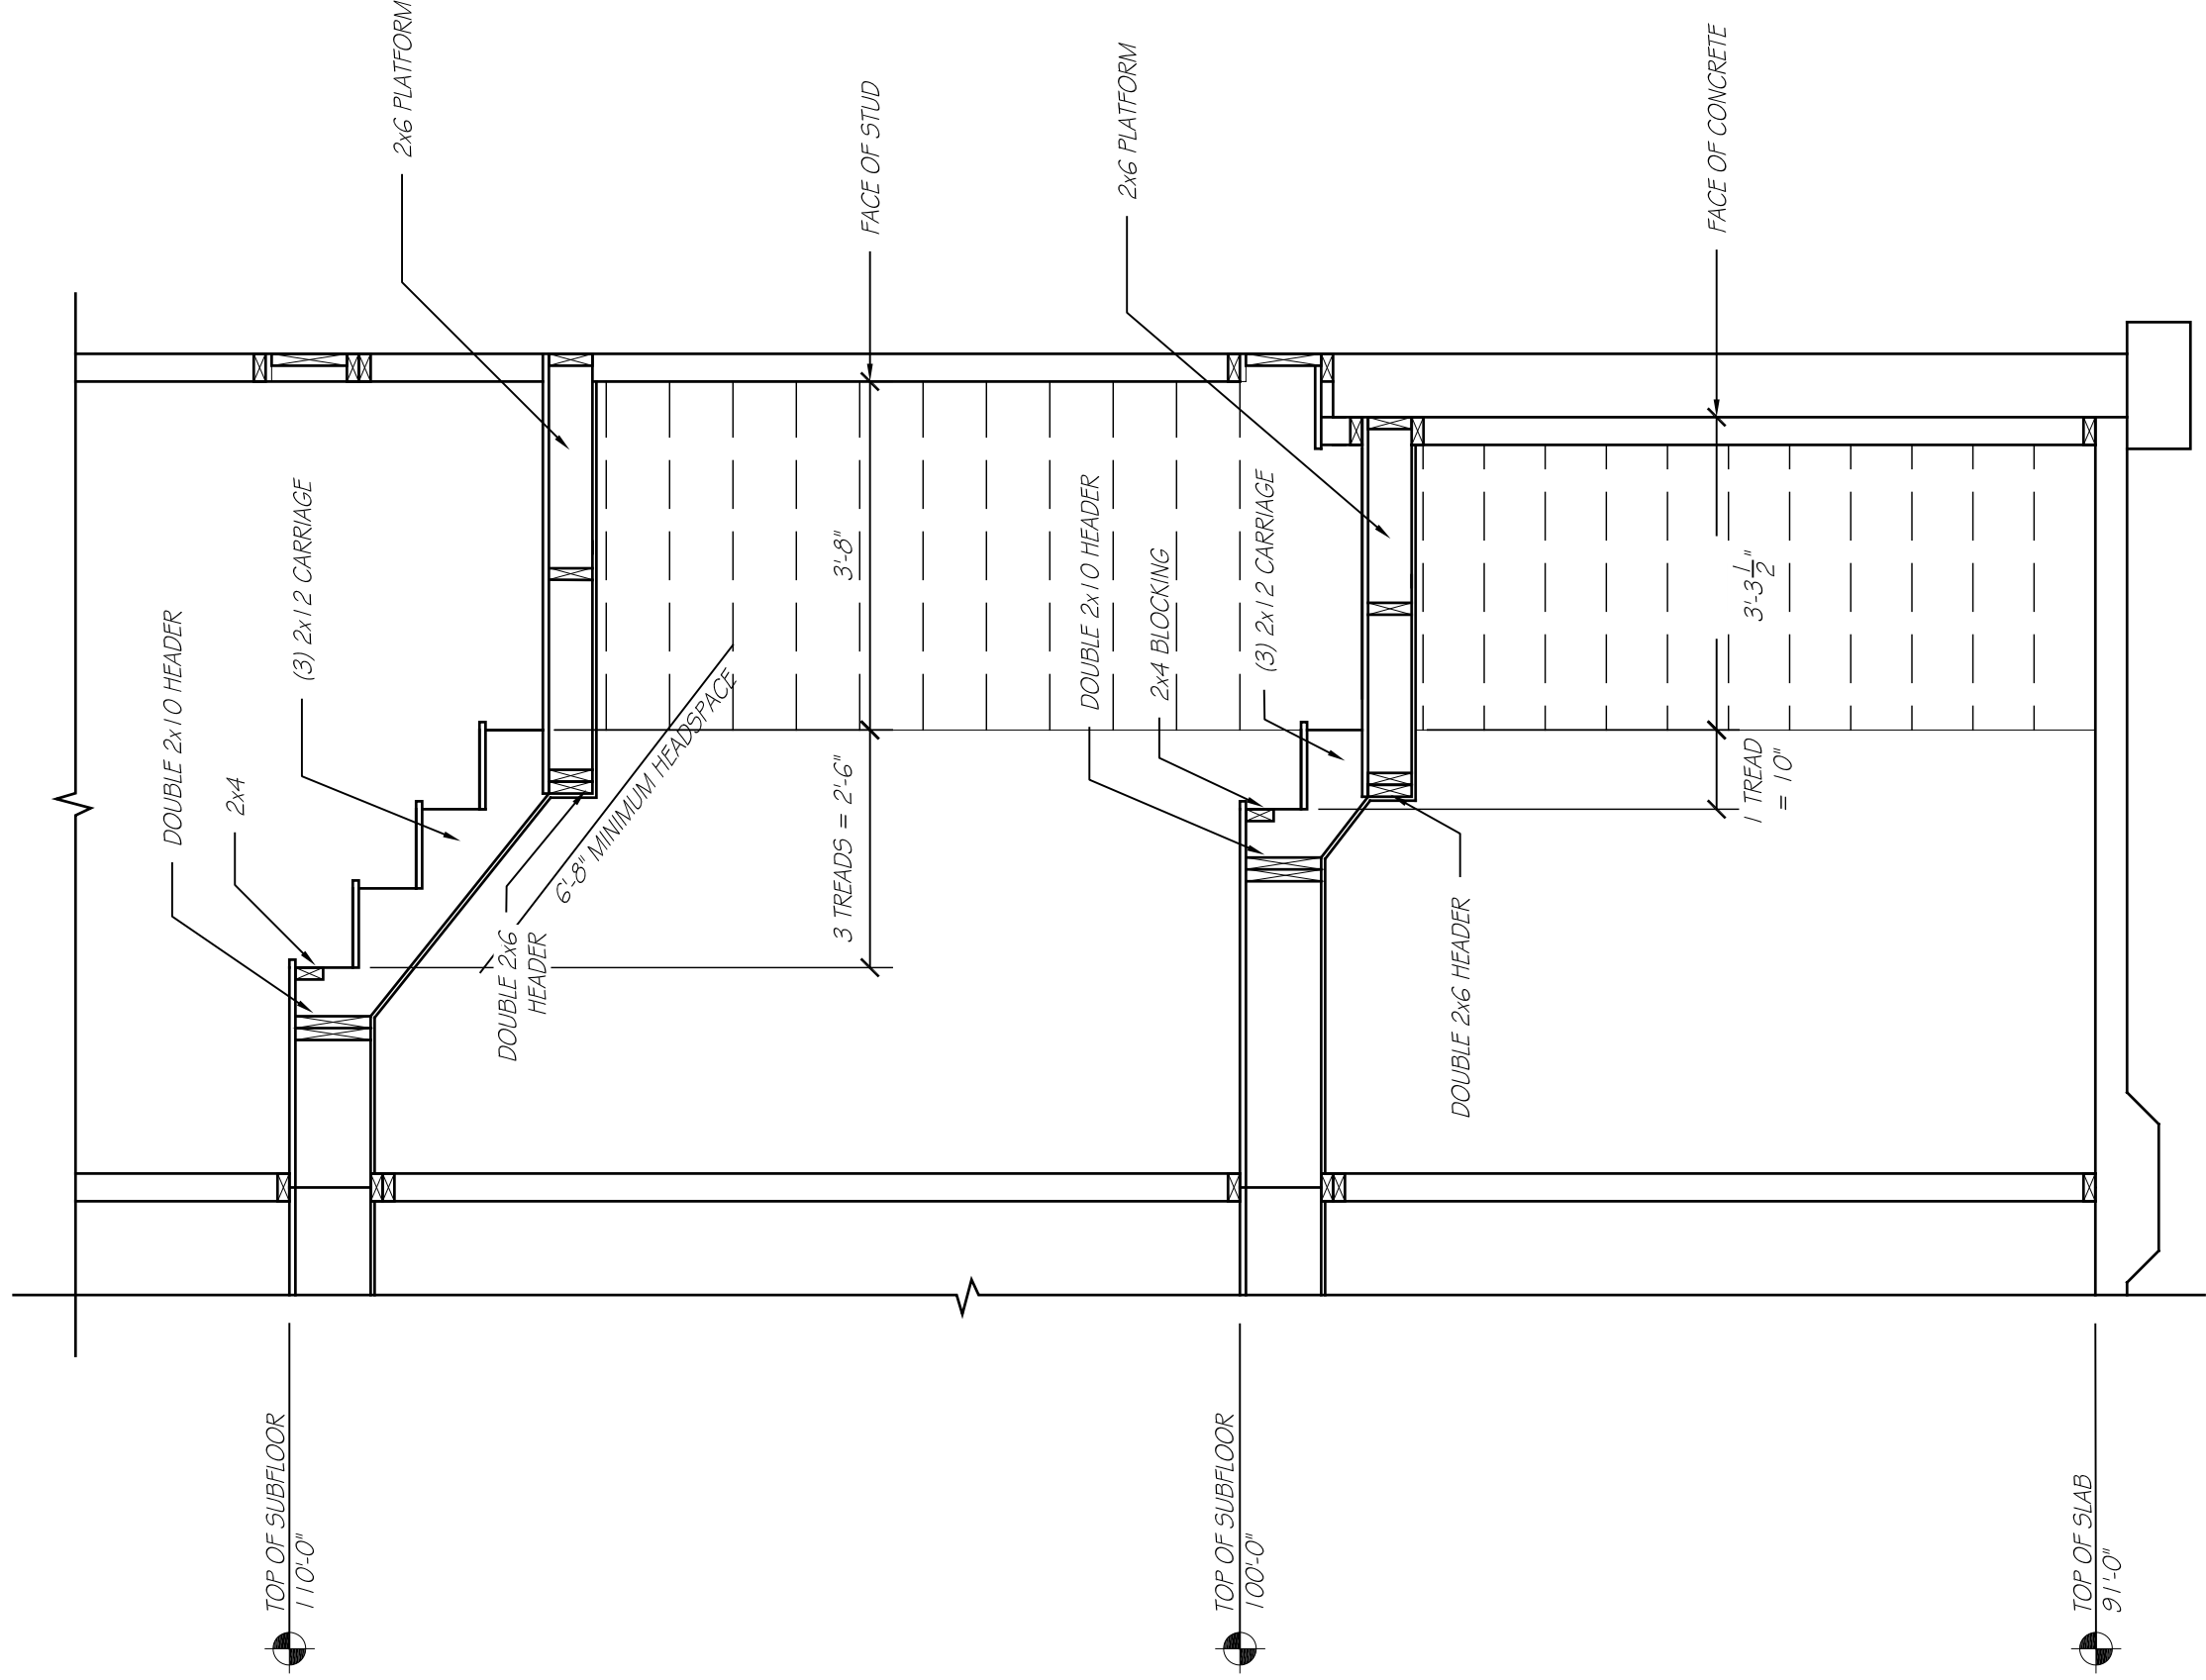 2x6 PLATFORM
(3) 2x12 CARRIAGE
DOUBLE 2x10 HEADER
2x4
DOUBLE 2x6
HEADER
6'-8" MINIMUM HEADSPACE
FACE OF STUD
3'-8"
3 TREADS = 2'-6"
TOP OF SUBFLOOR
110'-0"
2x6 PLATFORM
DOUBLE 2x10 HEADER
2x4 BLOCKING
(3) 2x12 CARRIAGE
DOUBLE 2x6 HEADER
TOP OF SUBFLOOR
100'-0"
FACE OF CONCRETE
3'-3 1/2"
1 TREAD
= 10"
TOP OF SLAB
91'-0"